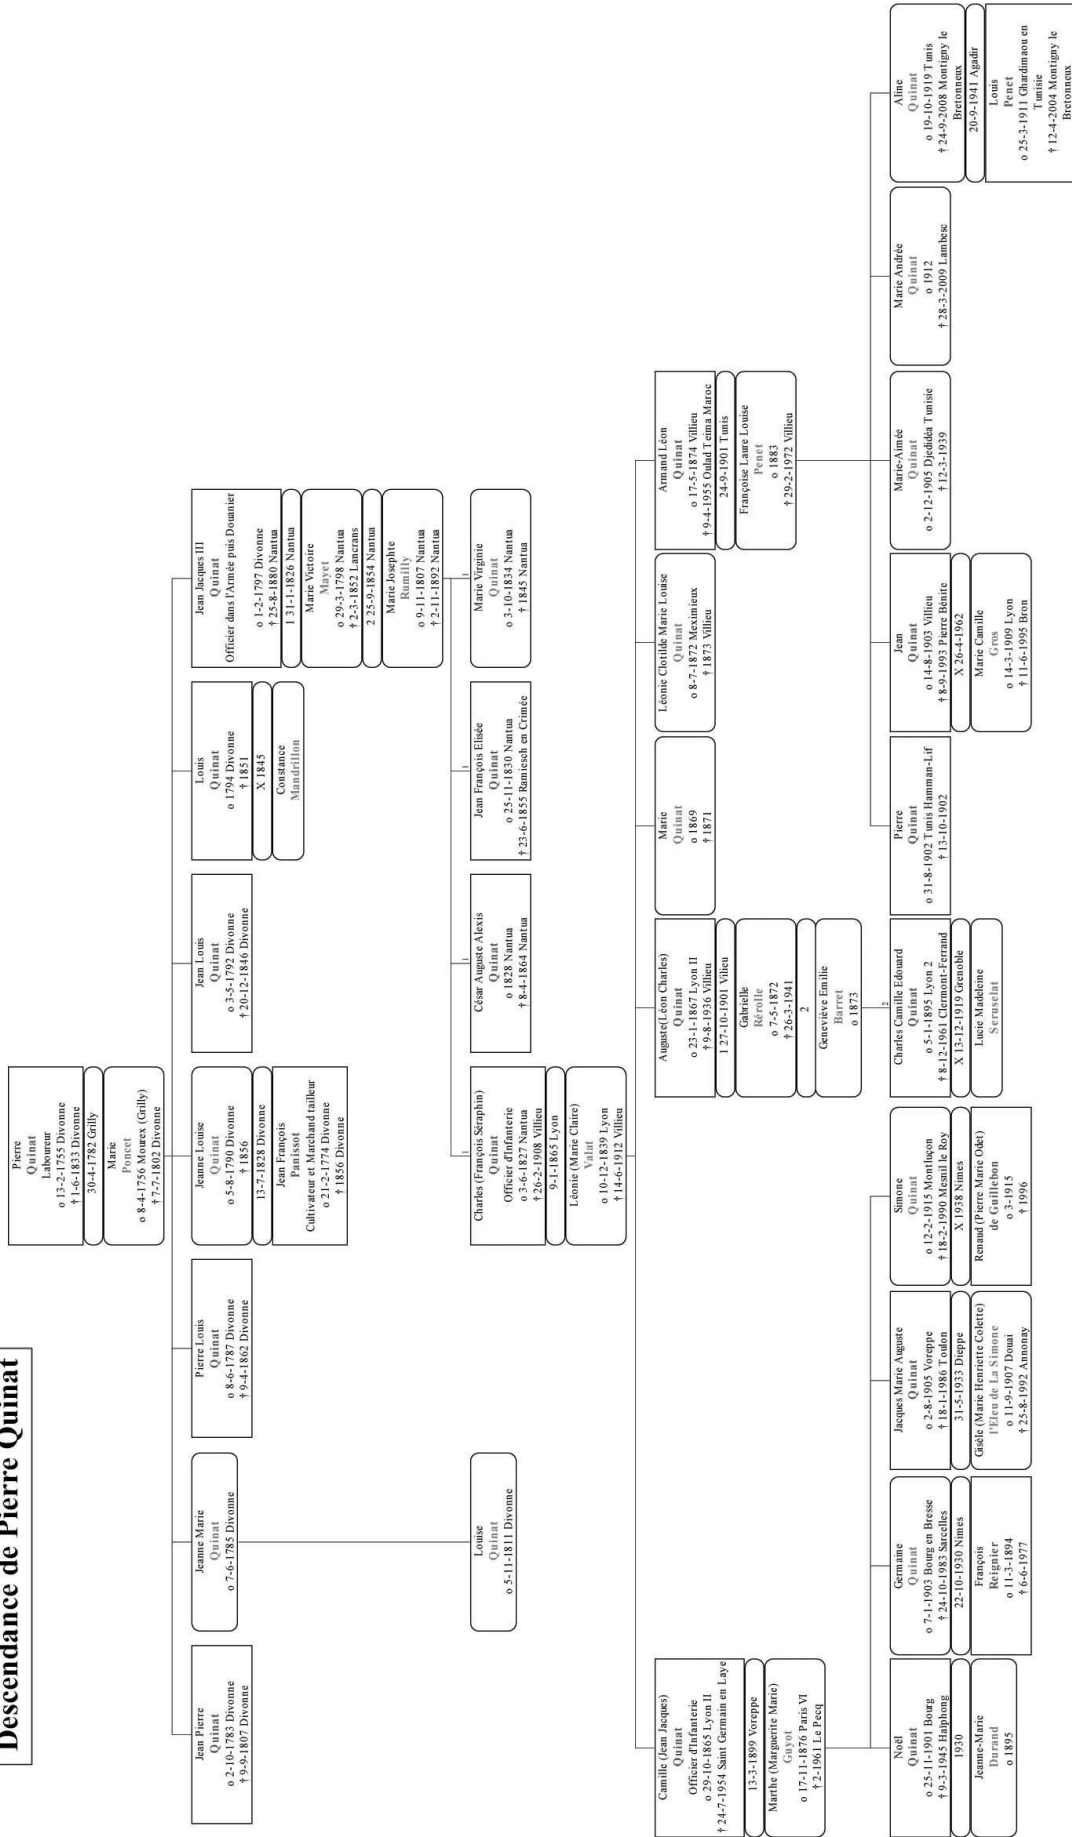 Descendance de Pierre Quinat
Pierre
Quinat
Laboureur
o 13-2-1755 Divonne
† 1-6-1833 Divonne
30-4-1782 Grilly
Marie
Poncet
o 8-4-1756 Mourex (Grilly)
† 7-7-1802 Divonne
Jean Pierre
Quinat
o 2-10-1783 Divonne
† 9-9-1807 Divonne
Jeanne Marie
Quinat
o 7-6-1785 Divonne
Pierre Louis
Quinat
o 8-6-1787 Divonne
† 9-4-1862 Divonne
Jeanne Louise
Quinat
o 5-8-1790 Divonne
† 1856
13-7-1828 Divonne
Jean François
Panissot
Cultivateur et Marchand tailleur
o 21-2-1774 Divonne
† 1856 Divonne
Jean Louis
Quinat
o 3-5-1792 Divonne
† 20-12-1846 Divonne
Louis
Quinat
o 1794 Divonne
† 1851
X 1845
Constance
Mandrillon
Jean Jacques III
Quinat
Officier dans l'Armée puis Douanier
o 1-2-1797 Divonne
† 25-8-1880 Nantua
1 31-1-1826 Nantua
Marie Victoire
Mayet
o 29-3-1798 Nantua
† 2-3-1852 Lancrans
2 25-9-1854 Nantua
Marie Josephte
Rumilly
o 9-11-1807 Nantua
† 2-11-1892 Nantua
Louise
Quinat
o 5-11-1811 Divonne
1
Charles (François Séraphin)
Quinat
Officier d'Infanterie
o 3-6-1827 Nantua
† 26-2-1908 Villieu
9-1-1865 Lyon
Léonie (Marie Claire)
Valat
o 10-12-1839 Lyon
† 14-6-1912 Villieu
1
César Auguste Alexis
Quinat
o 1828 Nantua
† 8-4-1864 Nantua
1
Jean François Elisée
Quinat
o 25-11-1830 Nantua
† 23-6-1855 Ramiesch en Crimée
1
Marie Virginie
Quinat
o 3-10-1834 Nantua
† 1845 Nantua
Camille (Jean Jacques)
Quinat
Officier d'Infanterie
o 29-10-1865 Lyon II
† 24-7-1954 Saint Germain en Laye
13-3-1899 Voreppe
Marthe (Marguerite Marie)
Guyot
o 17-11-1876 Paris VI
† 2-1961 Le Pecq
Auguste(Léon Charles)
Quinat
o 23-1-1867 Lyon II
† 9-8-1936 Villieu
1 27-10-1901 Vilieu
Gabrielle
Rérolle
o 7-5-1872
† 26-3-1941
2
Geneviève Emilie
Barret
o 1873
Marie
Quinat
o 1869
† 1871
Léonie Clotilde Marie Louise
Quinat
o 8-7-1872 Meximieux
† 1873 Villieu
Armand Léon
Quinat
o 17-5-1874 Villieu
† 9-4-1955 Oulad Teima Maroc
24-9-1901 Tunis
Françoise Laure Louise
Penet
o 1883
† 29-2-1972 Villieu
Noël
Quinat
o 25-11-1901 Bourg
† 9-3-1945 Haïphong
1930
Jeanne-Marie
Durand
o 1895
Germaine
Quinat
o 7-1-1903 Bourg en Bresse
† 24-10-1983 Sarcelles
22-10-1930 Nimes
François
Reignier
o 11-3-1894
† 6-6-1977
Jacques Marie Auguste
Quinat
o 2-8-1905 Voreppe
† 18-1-1986 Toulon
31-5-1933 Dieppe
Gisèle (Marie Henriette Colette)
l'Eleu de La Simone
o 11-9-1907 Douai
† 25-8-1992 Annonay
Simone
Quinat
o 12-2-1915 Montluçon
† 18-2-1990 Mesnil le Roy
X 1938 Nimes
Renaud (Pierre Marie Odet)
de Guillebon
o 3-1915
† 1996
2
Charles Camille Edouard
Quinat
o 5-1-1895 Lyon 2
† 8-12-1961 Clermont-Ferrand
X 13-12-1919 Grenoble
Lucie Madeleine
Seruselat
Pierre
Quinat
o 31-8-1902 Tunis Hamman-Lif
† 13-10-1902
Jean
Quinat
o 14-8-1903 Villieu
† 8-9-1993 Pierre Bénite
X 26-4-1962
Marie Camille
Gros
o 14-3-1909 Lyon
† 11-6-1995 Bron
Marie-Aimée
Quinat
o 2-12-1905 Djedidéa Tunisie
† 12-3-1939
Marie Andrée
Quinat
o 1912
† 28-3-2009 Lambesc
Aline
Quinat
o 19-10-1919 Tunis
† 24-9-2008 Montigny le
Bretonneux
20-9-1941 Agadir
Louis
Penet
o 25-3-1911 Ghardimaou en
Tunisie
† 12-4-2004 Montigny le
Bretonneux